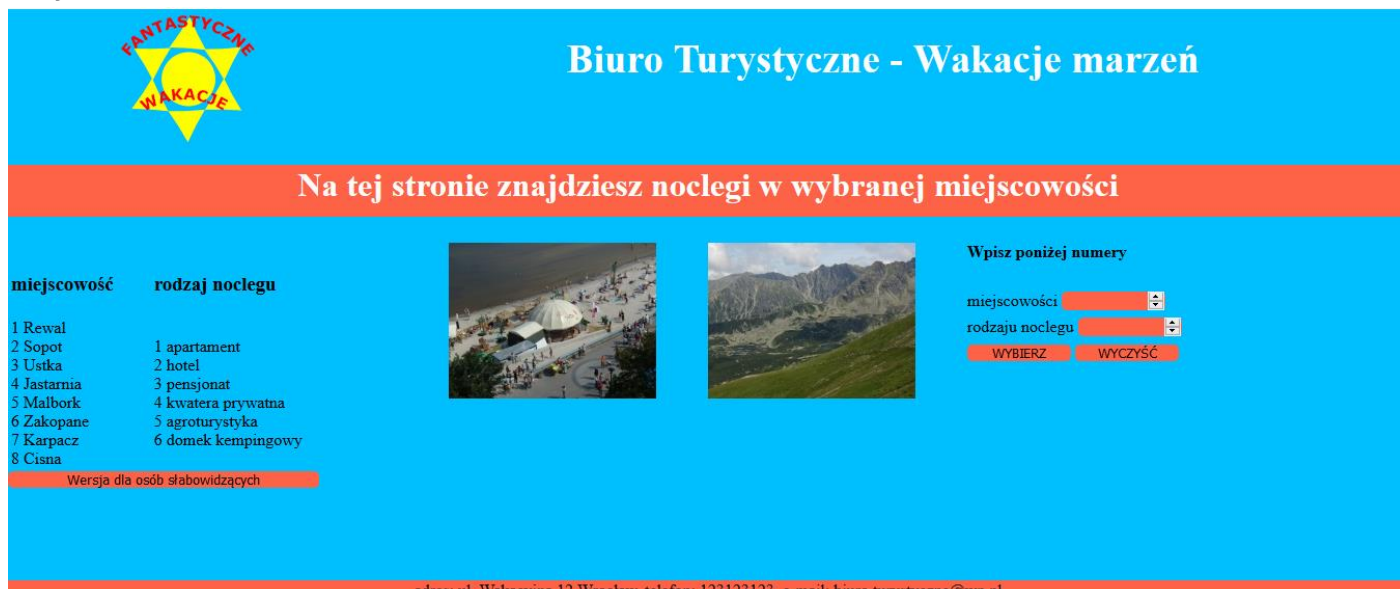 FANTASTYCZNE
WAKACJE
Biuro Turystyczne - Wakacje marzeń
Na tej stronie znajdziesz noclegi w wybranej miejscowości
miejscowość
1 Rewal
2 Sopot
3 Ustka
4 Jastarnia
5 Malbork
6 Zakopane
7 Karpacz
8 Cisna
rodzaj noclegu
1 apartament
2 hotel
3 pensjonat
4 kwatera prywatna
5 agroturystyka
6 domek kempingowy
Wersja dla osób słabowidzących
Wpisz poniżej numery
miejscowości
rodzaju noclegu
WYBIERZ WYCZYŚĆ